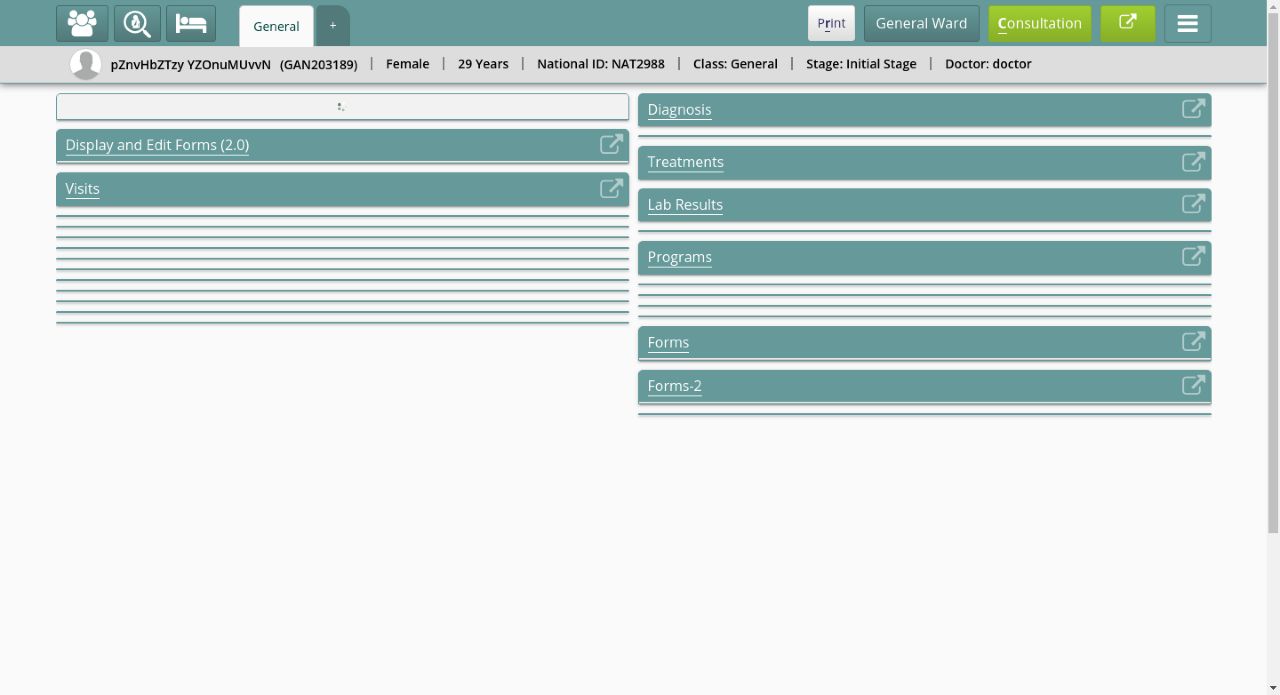 General
+
Print
General Ward
Consultation
pZnvHbZTzy YZOnuMUvvN (GAN203189) | Female | 29 Years | National ID: NAT2988 | Class: General | Stage: Initial Stage | Doctor: doctor
Display and Edit Forms (2.0)
Visits
Diagnosis
Treatments
Lab Results
Programs
Forms
Forms-2